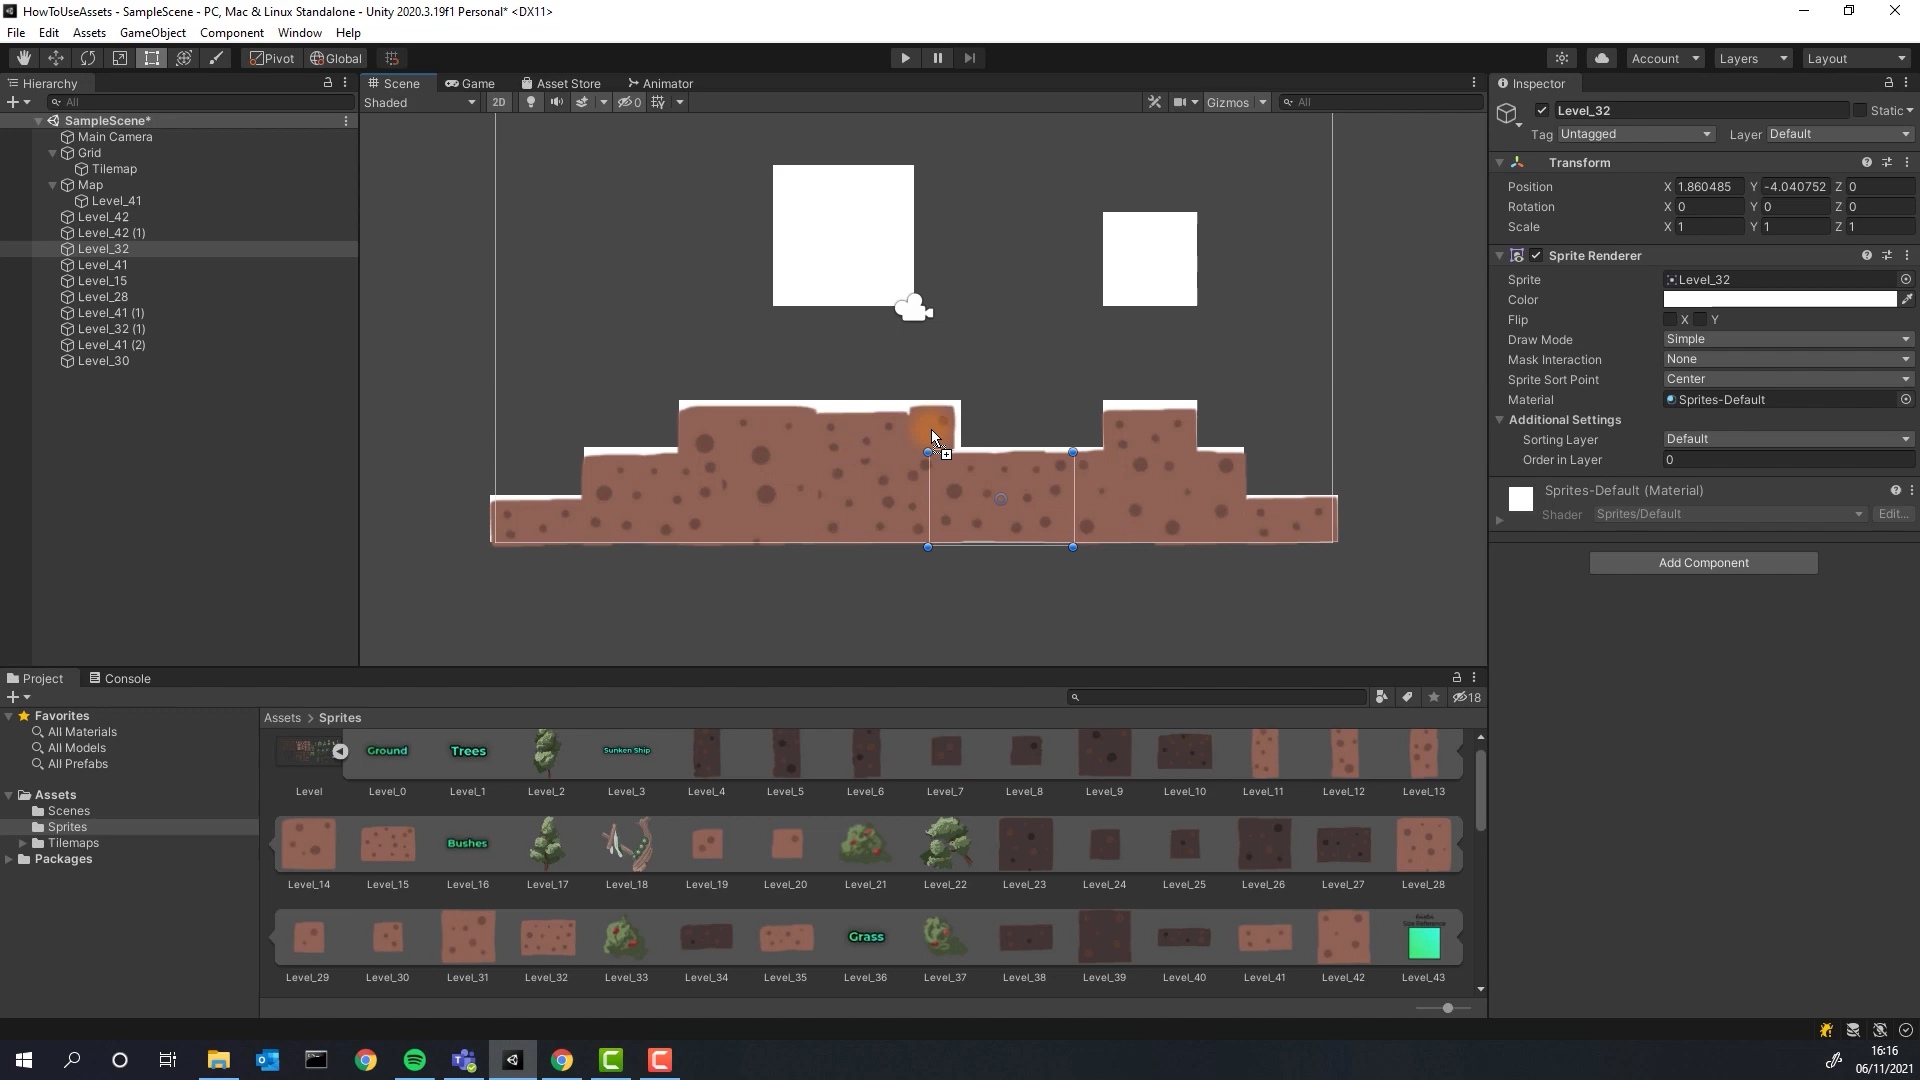 HowToUseAssets - SampleScene - PC, Mac & Linux Standalone - Unity 2020.3.19f1 Personal* <DX11>
File Edit Assets GameObject Component Window Help
Pivot Global Account Layers Layout
Hierarchy
All
SampleScene*
Main Camera
Grid
Tilemap
Map
Level_41
Level_42
Level_42 (1)
Level_32
Level_41
Level_15
Level_28
Level_41 (1)
Level_32 (1)
Level_41 (2)
Level_30
Scene Game Asset Store Animator
Shaded 2D 0 Gizmos All
Inspector
Level_32 Static
Tag Untagged Layer Default
Transform
Position X 1.860485 Y -4.040752 Z 0
Rotation X 0 Y 0 Z 0
Scale X 1 Y 1 Z 1
Sprite Renderer
Sprite Level_32
Color
Flip X Y
Draw Mode Simple
Mask Interaction None
Sprite Sort Point Center
Material Sprites-Default
Additional Settings
Sorting Layer Default
Order in Layer 0
Sprites-Default (Material)
Shader Sprites/Default Edit...
Add Component
Project Console
18
Favorites
All Materials
All Models
All Prefabs
Assets
Scenes
Sprites
Tilemaps
Packages
Assets > Sprites
Ground Trees Sunken Ship
Level Level_0 Level_1 Level_2 Level_3 Level_4 Level_5 Level_6 Level_7 Level_8 Level_9 Level_10 Level_11 Level_12 Level_13
Bushes
Level_14 Level_15 Level_16 Level_17 Level_18 Level_19 Level_20 Level_21 Level_22 Level_23 Level_24 Level_25 Level_26 Level_27 Level_28
Grass
Level_29 Level_30 Level_31 Level_32 Level_33 Level_34 Level_35 Level_36 Level_37 Level_38 Level_39 Level_40 Level_41 Level_42 Level_43
16:16
06/11/2021